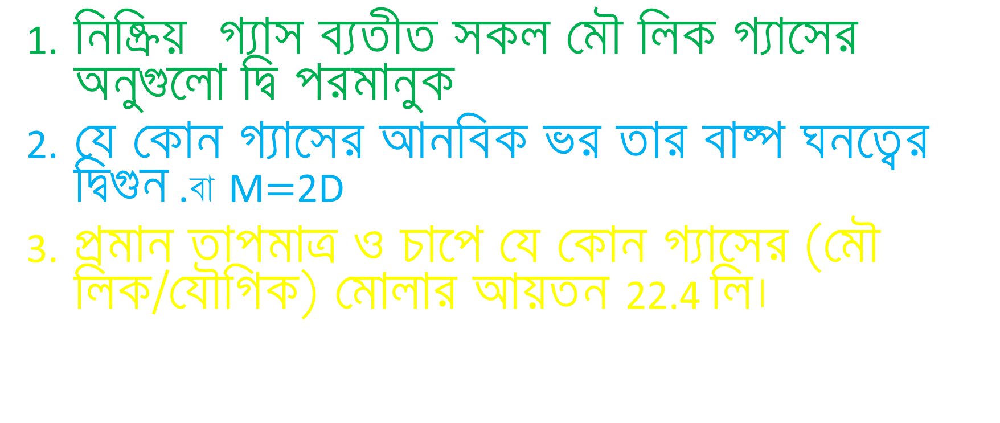 1. নিষ্ক্রিয় গ্যাস ব্যতীত সকল মৌ লিক গ্যাসের
অনুগুলো দ্বি পরমানুক
2. যে কোন গ্যাসের আনবিক ভর তার বাষ্প ঘনত্বের
দ্বিগুন .বা M=2D
3. প্রমান তাপমাত্র ও চাপে যে কোন গ্যাসের (মৌ
লিক/যৌগিক) মোলার আয়তন 22.4 লি।